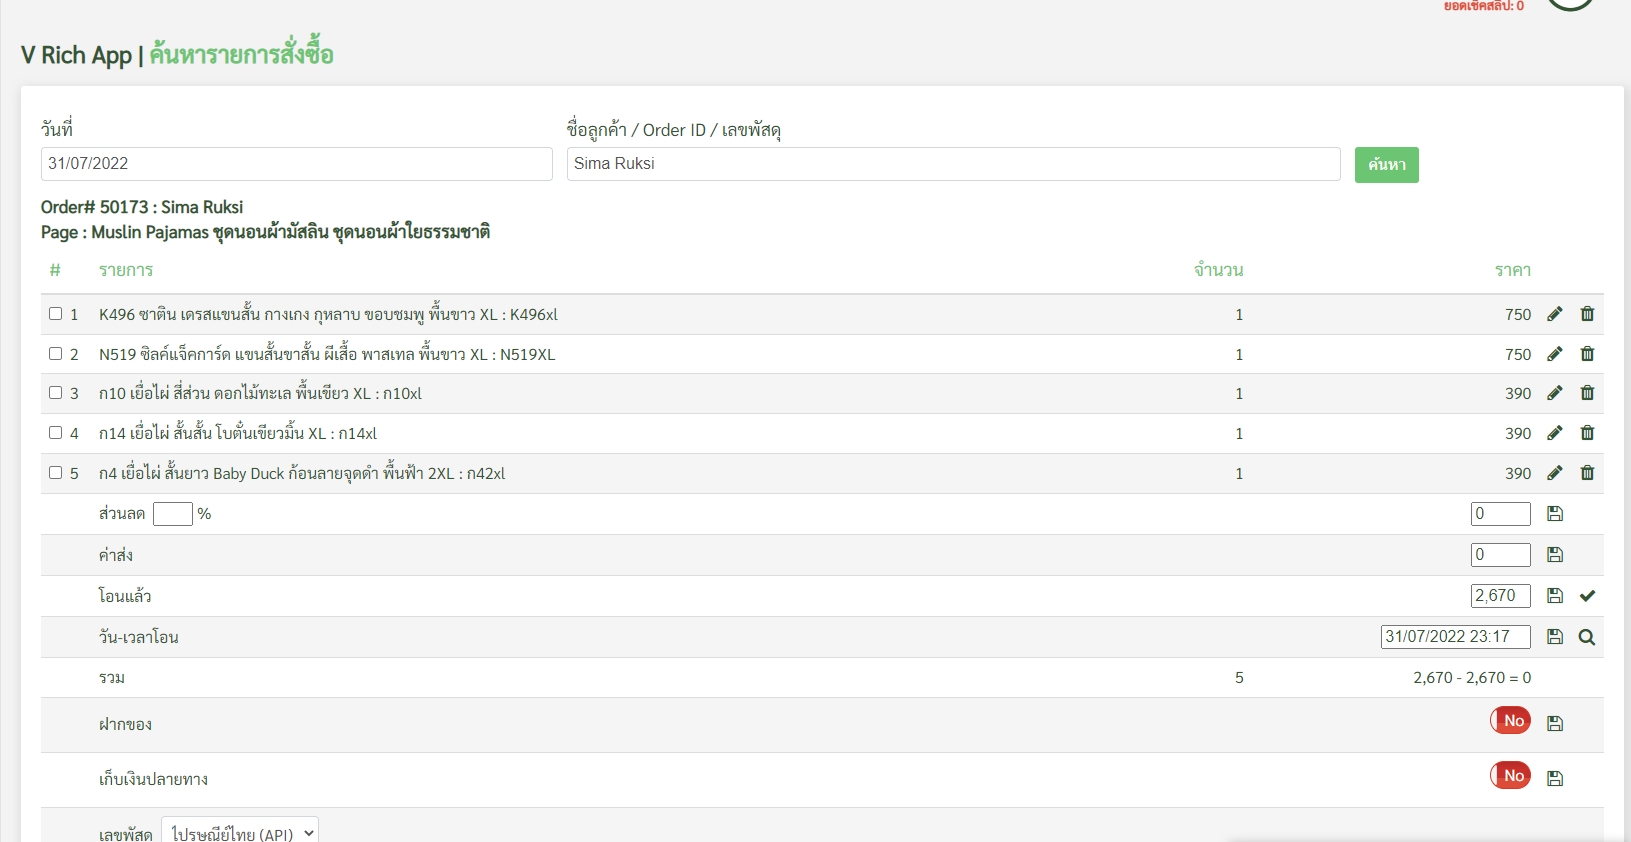 ยอดเช็คสลิป: 0
V Rich App | ค้นหารายการสั่งซื้อ
วันที่ ชื่อลูกค้า / Order ID / เลขพัสดุ
31/07/2022 Sima Ruksi ค้นหา
Order# 50173 : Sima Ruksi
Page : Muslin Pajamas ชุดนอนผ้ามัสลิน ชุดนอนผ้าใยธรรมชาติ
# รายการ จำนวน ราคา
1 K496 ซาติน เดรสแขนสั้น กางเกง กุหลาบ ขอบชมพู พื้นขาว XL : K496xl 1 750
2 N519 ซิลค์แจ็คการ์ด แขนสั้นขาสั้น ผีเสื้อ พาสเทล พื้นขาว XL : N519XL 1 750
3 ก10 เยื่อไผ่ สี่ส่วน ดอกไม้ทะเล พื้นเขียว XL : ก10xl 1 390
4 ก14 เยื่อไผ่ สั้นสั้น โบตั๋นเขียวมิ้น XL : ก14xl 1 390
5 ก4 เยื่อไผ่ สั้นยาว Baby Duck ก้อนลายจุดดำ พื้นฟ้า 2XL : ก42xl 1 390
ส่วนลด % 0
ค่าส่ง 0
โอนแล้ว 2,670
วัน-เวลาโอน 31/07/2022 23:17
รวม 5 2,670 - 2,670 = 0
ฝากของ No
เก็บเงินปลายทาง No
เลขพัสดุ ไปรษณีย์ไทย (API)